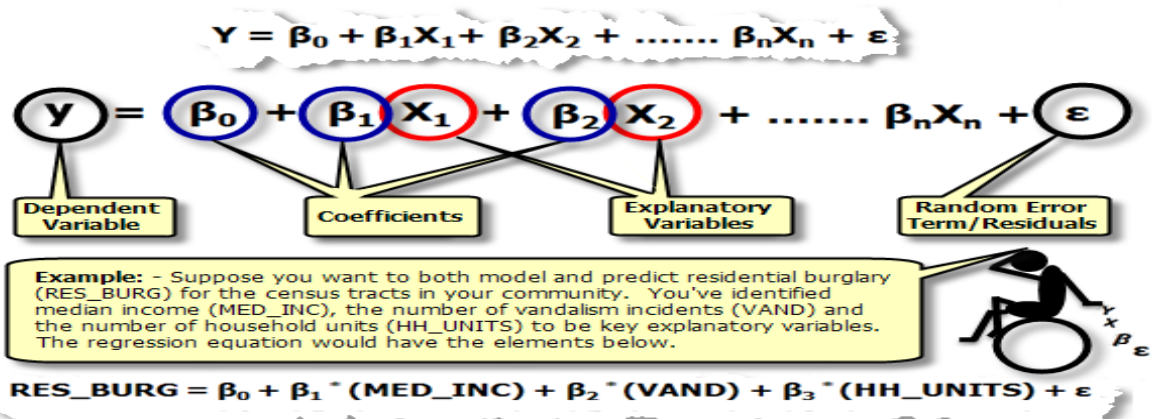 Y = β₀ + β₁X₁+ β₂X₂ + ....... βₙXₙ + ε
y = β₀ + β₁ X₁ + β₂ X₂ + ....... βₙXₙ + ε
Dependent
Variable
Coefficients
Explanatory
Variables
Random Error
Term/Residuals
Example: - Suppose you want to both model and predict residential burglary
(RES_BURG) for the census tracts in your community.  You've identified
median income (MED_INC), the number of vandalism incidents (VAND) and
the number of household units (HH_UNITS) to be key explanatory variables.
The regression equation would have the elements below.
Y
X
β
ε
RES_BURG = β₀ + β₁ * (MED_INC) + β₂ * (VAND) + β₃ * (HH_UNITS) + ε